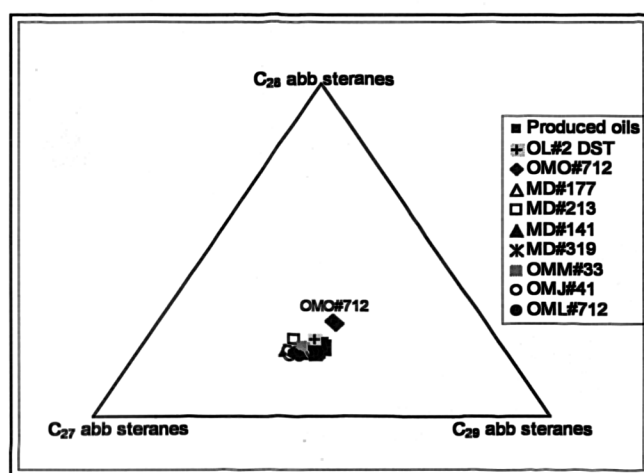 C₂₈ abb steranes
Produced oils
OL#2 DST
OMO#712
MD#177
MD#213
MD#141
MD#319
OMM#33
OMJ#41
OML#712
OMO#712
C₂₇ abb steranes
C₂₉ abb steranes